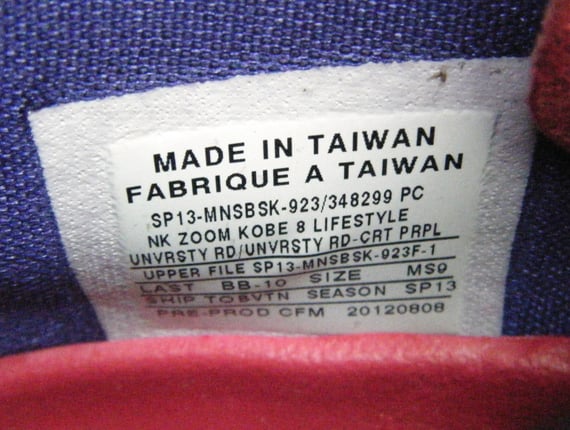 MADE IN TAIWAN
FABRIQUE A TAIWAN
SP13-MNSBSK-923/348299 PC
NK ZOOM KOBE 8 LIFESTYLE
UNVRSTY RD/UNVRSTY RD-CRT PRPL
UPPER FILE SP13-MNSBSK-923F-1
LAST BB-10 SIZE MS9
SHIP TOBVTN SEASON SP13
PRE-PROD CFM 20120808